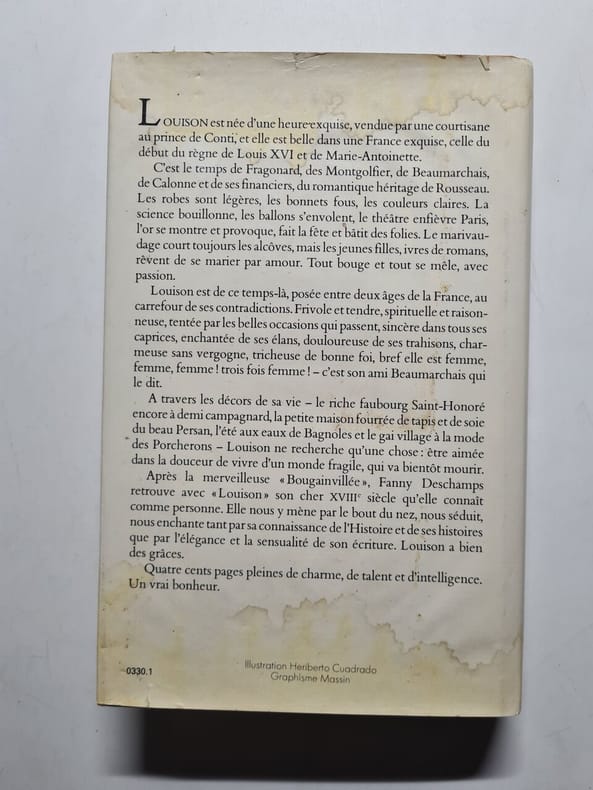 LOUISON est née d'une heure exquise, vendue par une courtisane
au prince de Conti, et elle est belle dans une France exquise, celle du
début du règne de Louis XVI et de Marie-Antoinette.
C'est le temps de Fragonard, des Montgolfier, de Beaumarchais,
de Calonne et de ses financiers, du romantique héritage de Rousseau.
Les robes sont légères, les bonnets fous, les couleurs claires. La
science bouillonne, les ballons s'envolent, le théâtre enfièvre Paris,
l'or se montre et provoque, fait la fête et bâtit des folies. Le marivau-
dage court toujours les alcôves, mais les jeunes filles, ivres de romans,
rêvent de se marier par amour. Tout bouge et tout se mêle, avec
passion.
Louison est de ce temps-là, posée entre deux âges de la France, au
carrefour de ses contradictions. Frivole et tendre, spirituelle et raison-
neuse, tentée par les belles occasions qui passent, sincère dans tous ses
caprices, enchantée de ses élans, douloureuse de ses trahisons, char-
meuse sans vergogne, tricheuse de bonne foi, bref elle est femme,
femme, femme ! trois fois femme ! – c'est son ami Beaumarchais qui
le dit.
A travers les décors de sa vie – le riche faubourg Saint-Honoré
encore à demi campagnard, la petite maison fourrée de tapis et de soie
du beau Persan, l'été aux eaux de Bagnoles et le gai village à la mode
des Porcherons – Louison ne recherche qu'une chose : être aimée
dans la douceur de vivre d'un monde fragile, qui va bientôt mourir.
Après la merveilleuse « Bougainvillée », Fanny Deschamps
retrouve avec « Louison » son cher XVIIIe siècle qu'elle connaît
comme personne. Elle nous y mène par le bout du nez, nous séduit,
nous enchante tant par sa connaissance de l'Histoire et de ses histoires
que par l'élégance et la sensualité de son écriture. Louison a bien
des grâces.
Quatre cents pages pleines de charme, de talent et d'intelligence.
Un vrai bonheur.
0330.1
Illustration Heriberto Cuadrado
Graphisme Massin